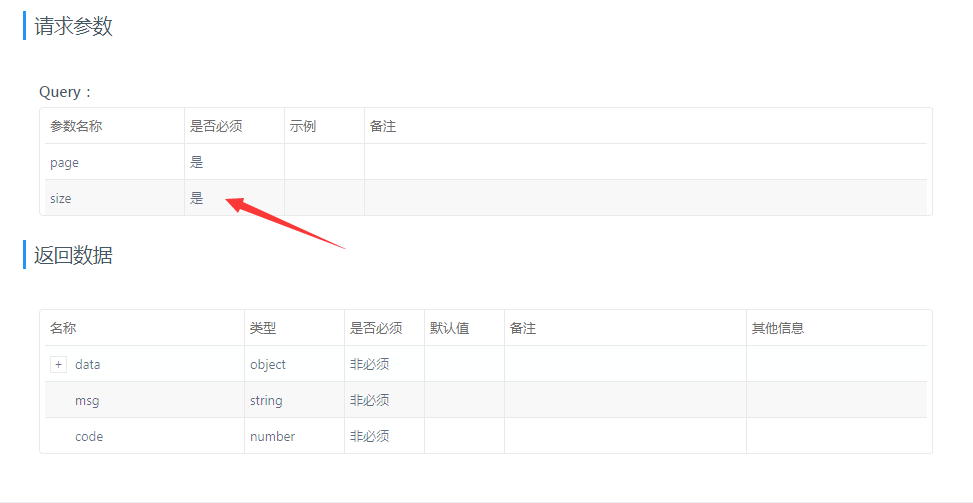 请求参数
Query：
参数名称 是否必须 示例 备注
page 是
size 是
返回数据
名称 类型 是否必须 默认值 备注 其他信息
+ data object 非必须
msg string 非必须
code number 非必须